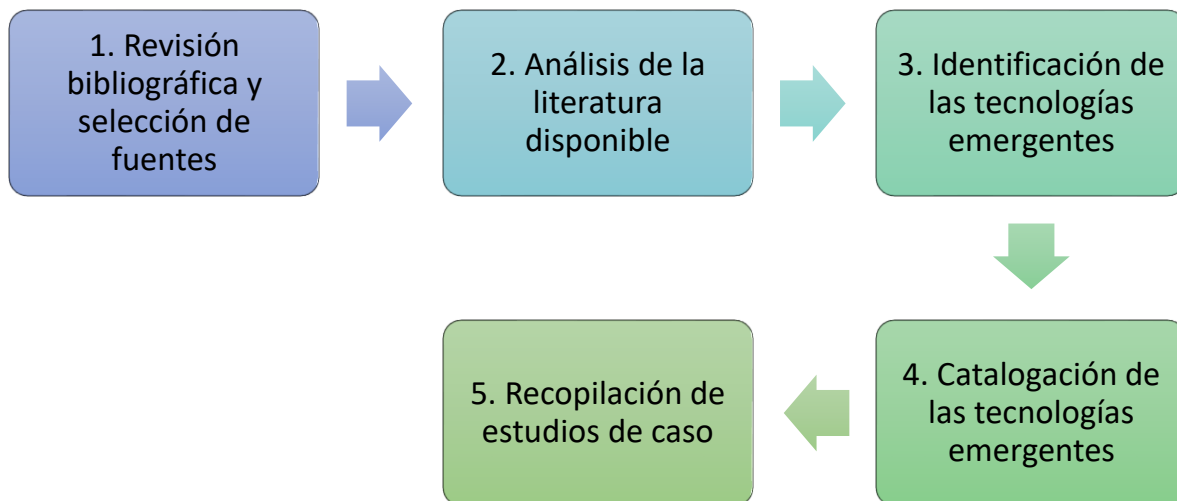 1. Revisión
bibliográfica y
selección de
fuentes
2. Análisis de la
literatura
disponible
3. Identificación de
las tecnologías
emergentes
4. Catalogación de
las tecnologías
emergentes
5. Recopilación de
estudios de caso